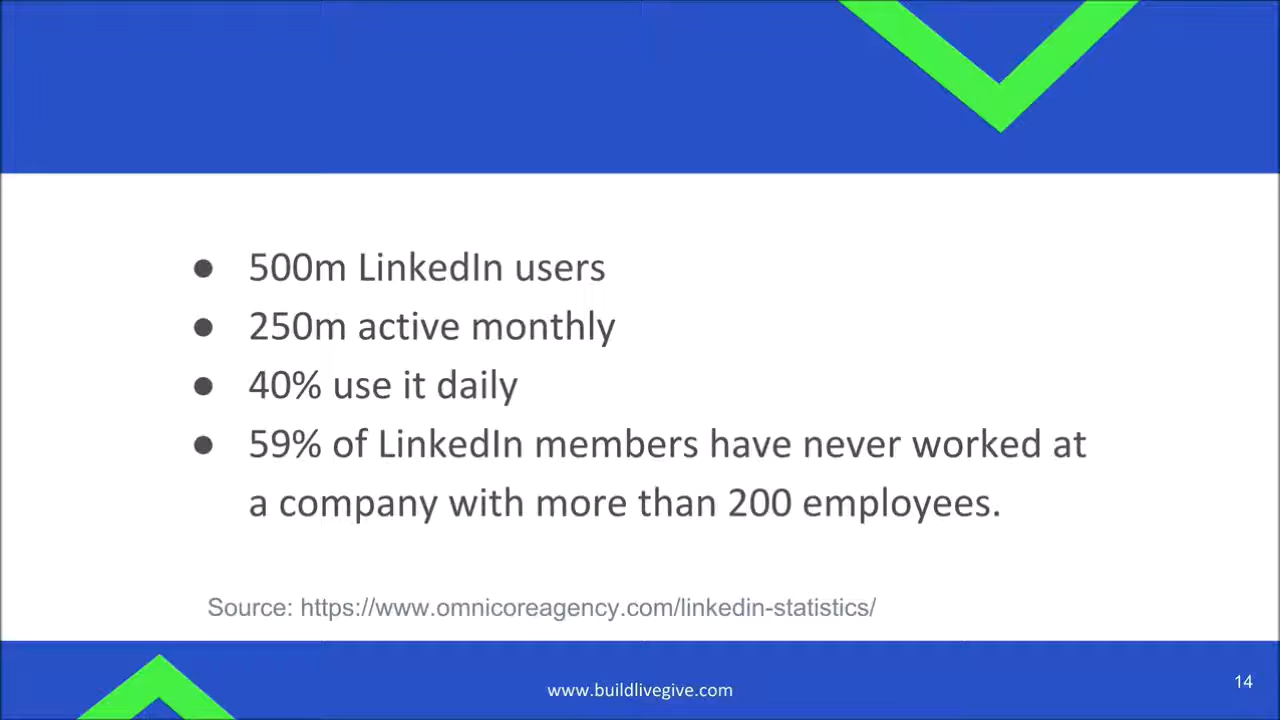 ● 500m LinkedIn users
● 250m active monthly
● 40% use it daily
● 59% of LinkedIn members have never worked at
a company with more than 200 employees.
Source: https://www.omnicoreagency.com/linkedin-statistics/
www.buildlivegive.com
14